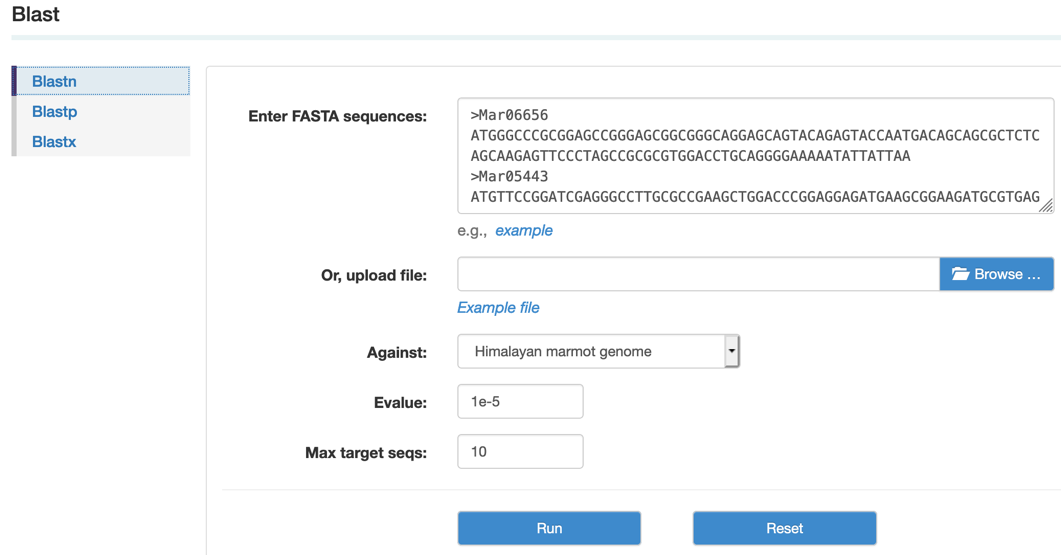 Blast
Blastn
Blastp
Blastx
Enter FASTA sequences:
>Mar06656
ATGGGCCCGCGGAGCCGGGAGCGGCGGGCAGGAGCAGTACAGAGTACCAATGACAGCAGCGCTCTC
AGCAAGAGTTCCCTAGCCGCGCGTGGACCTGCAGGGGAAAAATATTATTAA
>Mar05443
ATGTTCCGGATCGAGGGCCTTGCGCCGAAGCTGGACCCGGAGGAGATGAAGCGGAAGATGCGTGAG
e.g., example
Or, upload file:
Browse ...
Example file
Against:
Himalayan marmot genome
Evalue:
1e-5
Max target seqs:
10
Run
Reset